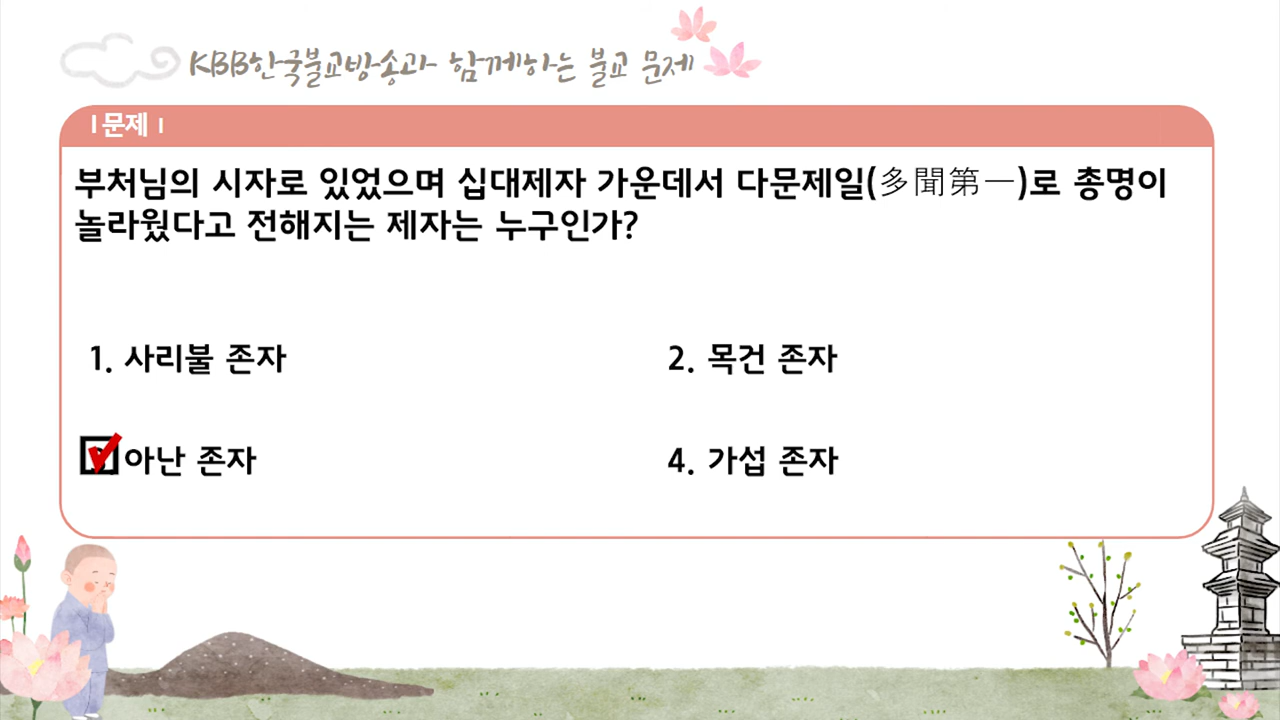 KBB한국불교방송과 함께하는 불교 문제
| 문제 |
부처님의 시자로 있었으며 십대제자 가운데서 다문제일(多聞第一)로 총명이
놀라웠다고 전해지는 제자는 누구인가?
1. 사리불 존자
2. 목건 존자
아난 존자
4. 가섭 존자